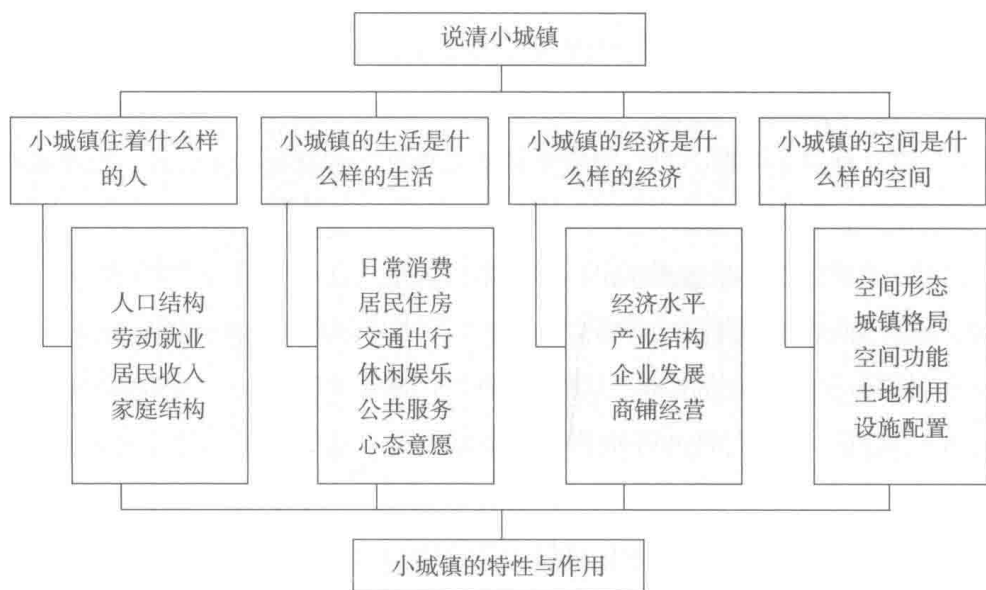 说清小城镇
小城镇住着什么样
的人
小城镇的生活是什
么样的生活
小城镇的经济是什
么样的经济
小城镇的空间是什
么样的空间
人口结构
劳动就业
居民收入
家庭结构
日常消费
居民住房
交通出行
休闲娱乐
公共服务
心态意愿
经济水平
产业结构
企业发展
商铺经营
空间形态
城镇格局
空间功能
土地利用
设施配置
小城镇的特性与作用